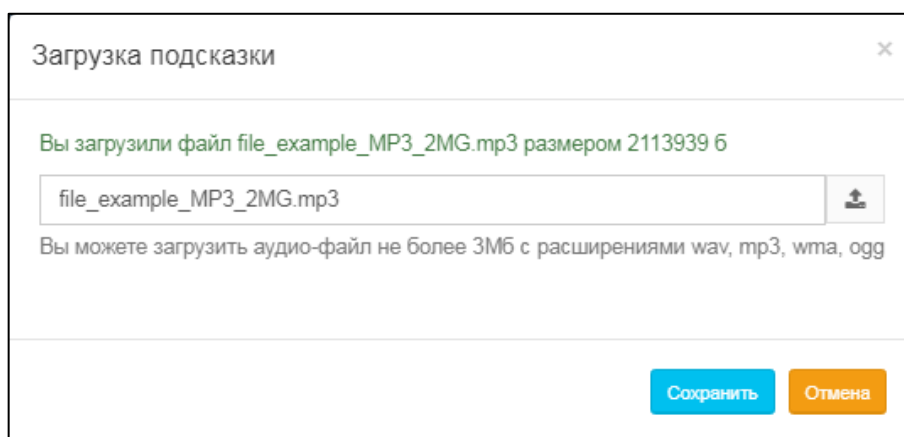 Загрузка подсказки
×
Вы загрузили файл file_example_MP3_2MG.mp3 размером 2113939 б
file_example_MP3_2MG.mp3
Вы можете загрузить аудио-файл не более 3Мб с расширениями wav, mp3, wma, ogg
Сохранить
Отмена